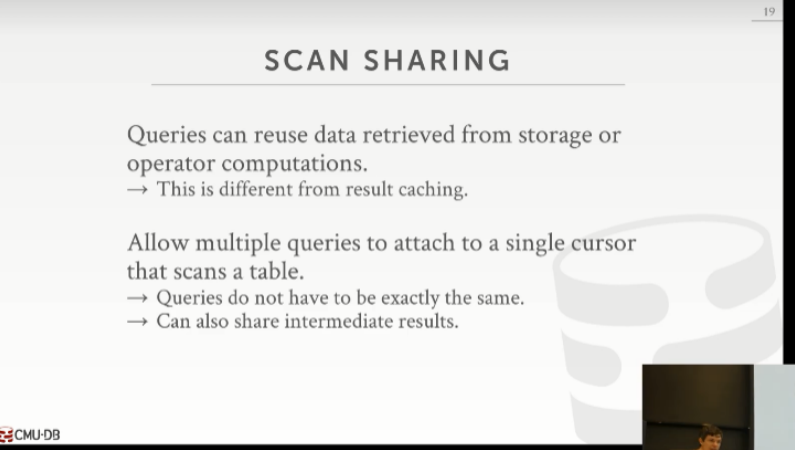 19
SCAN SHARING
Queries can reuse data retrieved from storage or
operator computations.
→ This is different from result caching.
Allow multiple queries to attach to a single cursor
that scans a table.
→ Queries do not have to be exactly the same.
→ Can also share intermediate results.
CMU·DB